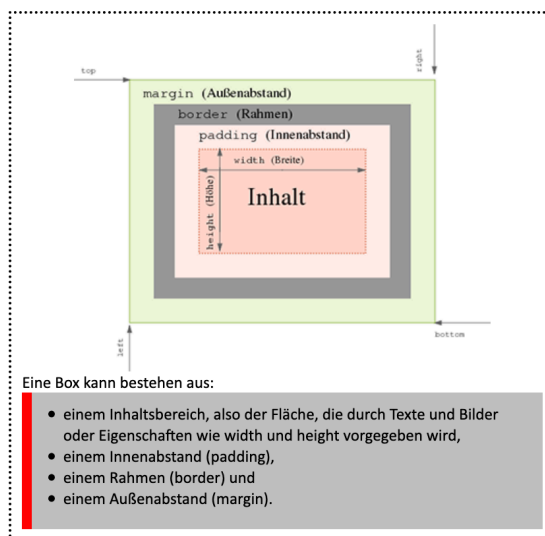 right
top
margin (Außenabstand)
border (Rahmen)
padding (Innenabstand)
width (Breite)
height (Höhe)
Inhalt
left
bottom
Eine Box kann bestehen aus:
• einem Inhaltsbereich, also der Fläche, die durch Texte und Bilder
oder Eigenschaften wie width und height vorgegeben wird,
• einem Innenabstand (padding),
• einem Rahmen (border) und
• einem Außenabstand (margin).